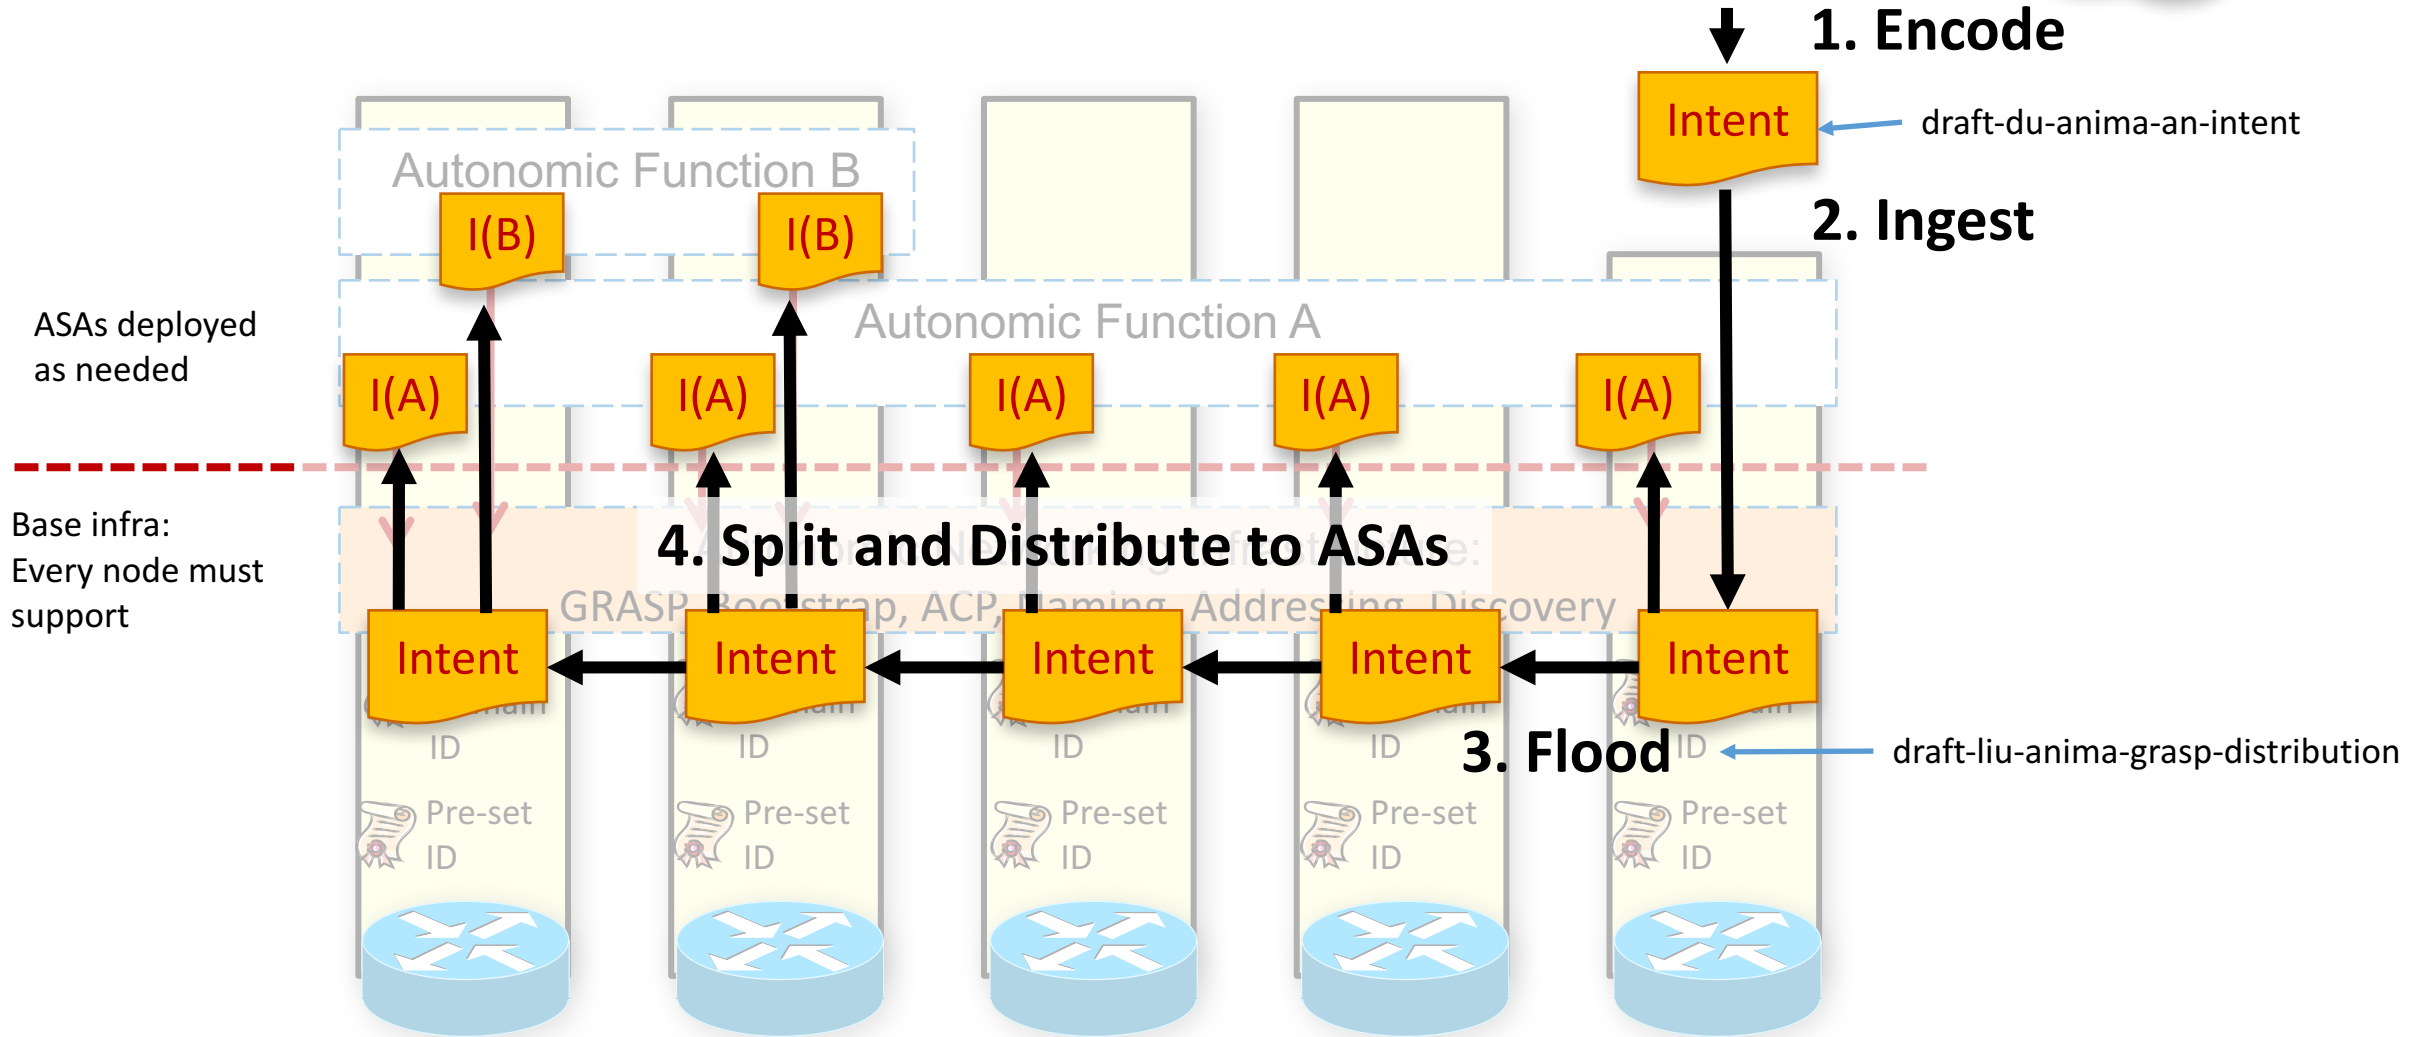 1. Encode
Intent
draft-du-anima-an-intent
Autonomic Function B
I(B)
I(B)
2. Ingest
Autonomic Function A
ASAs deployed
as needed
I(A)
I(A)
I(A)
I(A)
I(A)
Base infra:
Every node must
support
4. Split and Distribute to ASAs
GRASP, Bootstrap, ACP, Naming, Addressing, Discovery
Intent
Intent
Intent
Intent
Intent
ID
ID
ID
ID
ID
3. Flood
draft-liu-anima-grasp-distribution
Pre-set
ID
Pre-set
ID
Pre-set
ID
Pre-set
ID
Pre-set
ID